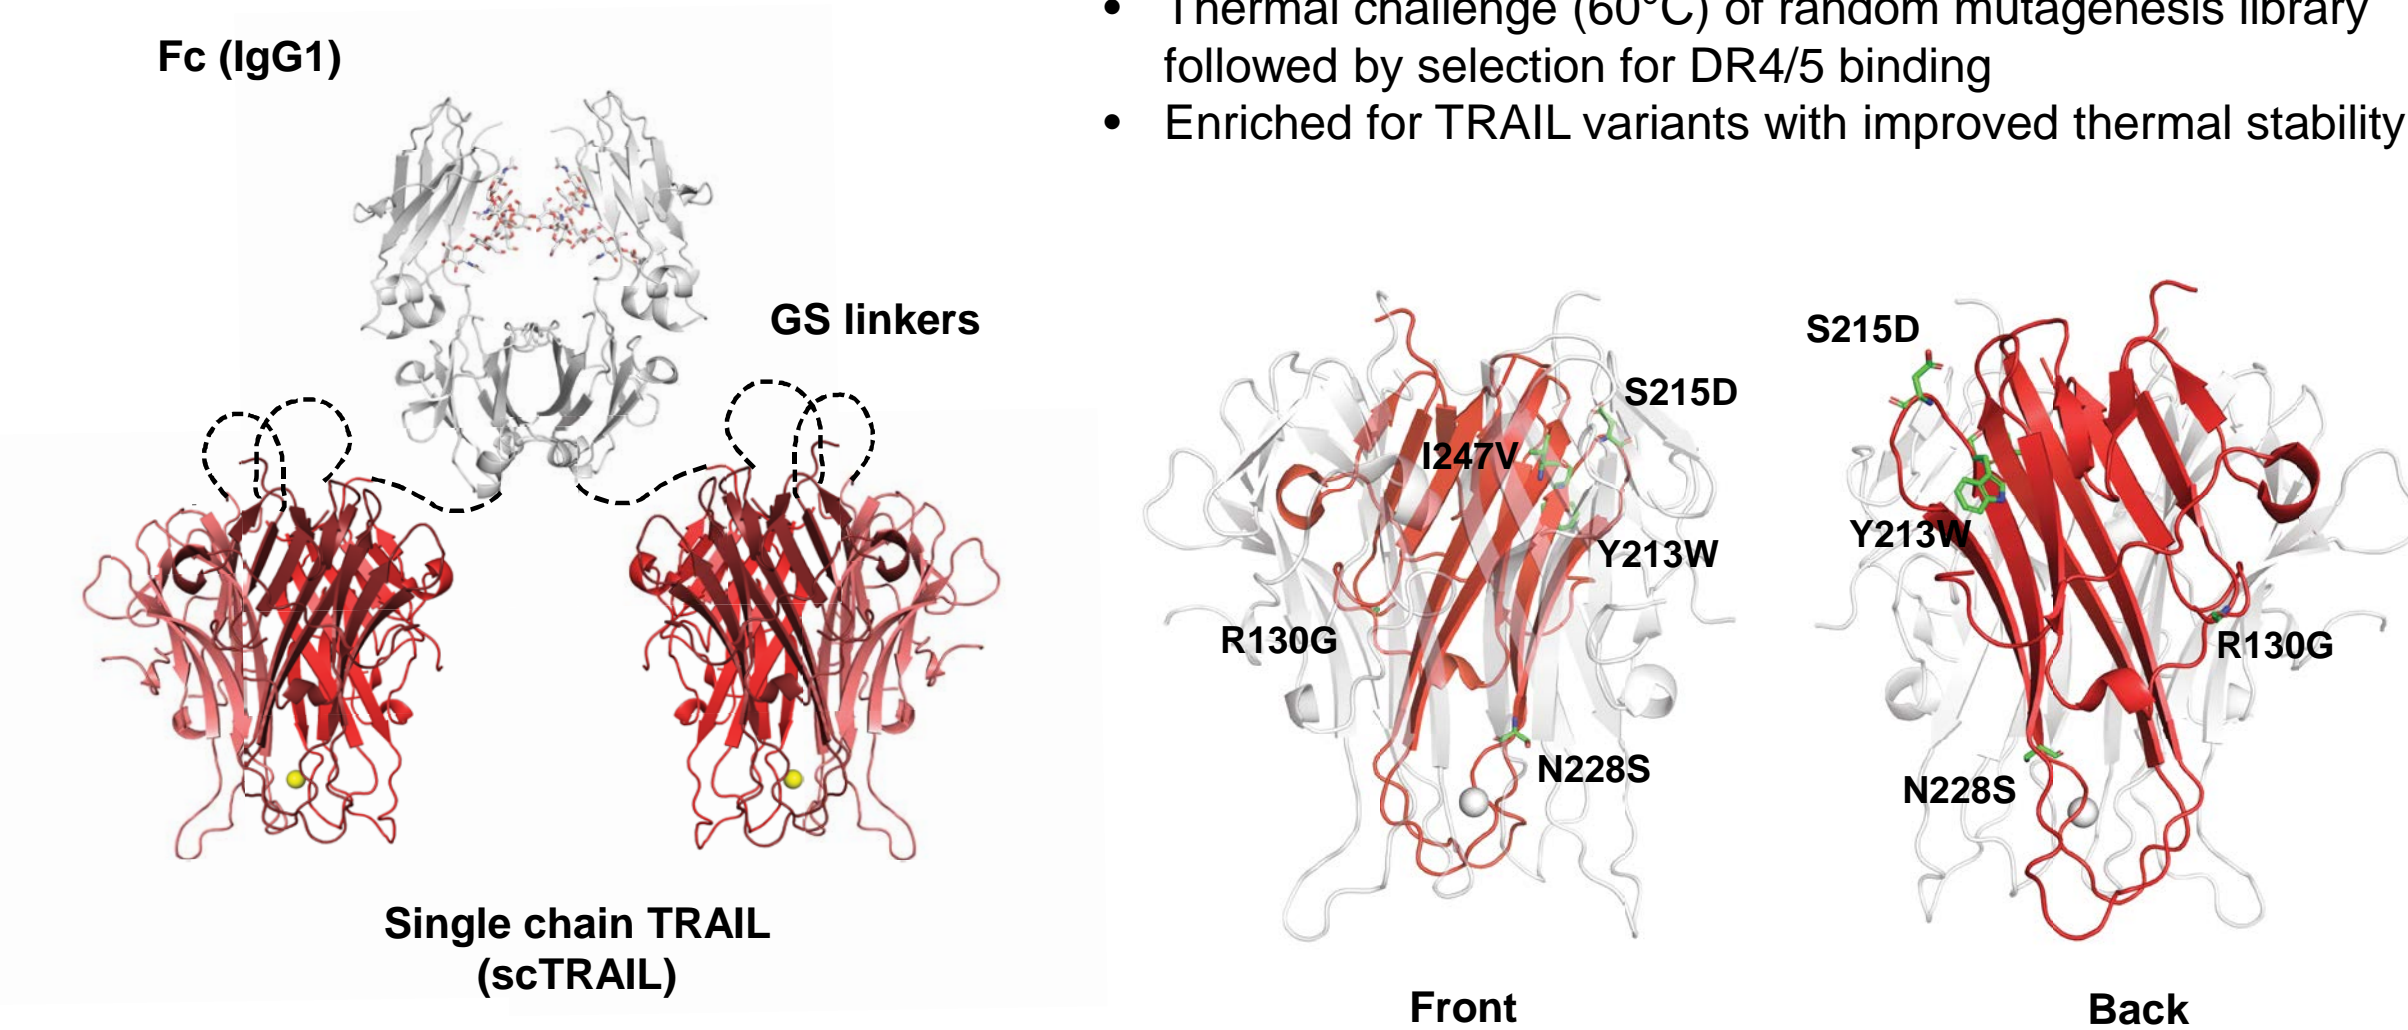 Fc (IgG1)
GS linkers
Single chain TRAIL
(scTRAIL)
• Thermal challenge (60°C) of random mutagenesis library
followed by selection for DR4/5 binding
• Enriched for TRAIL variants with improved thermal stability
S215D
I247V
Y213W
R130G
N228S
Front
S215D
Y213W
R130G
N228S
Back